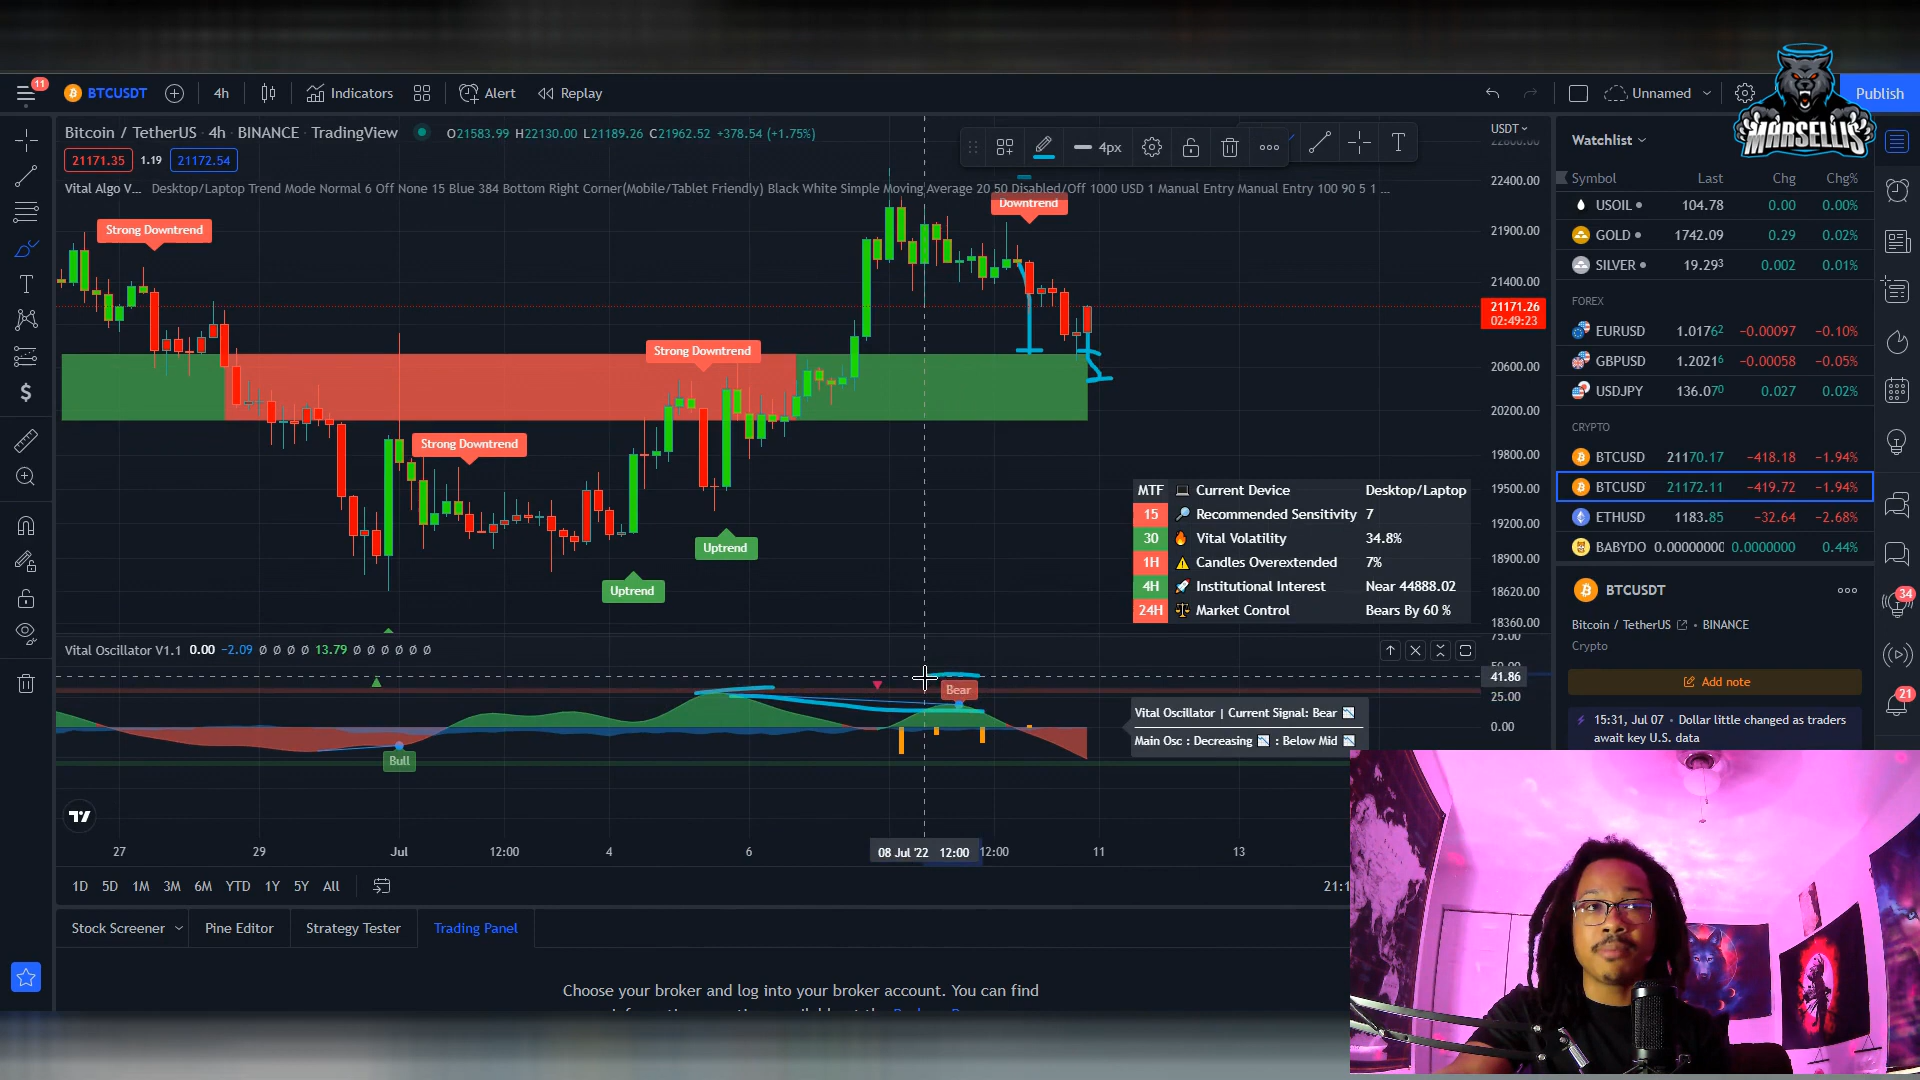 11
BTCUSDT
4h
Indicators
Alert
Replay
Unnamed
Publish
MARSELLIS
Bitcoin / TetherUS · 4h · BINANCE · TradingView
O21583.99 H22130.00 L21189.26 C21962.52 +378.54 (+1.75%)
USDT
21171.35
1.19
21172.54
4px
T
Vital Algo V... Desktop/Laptop Trend Mode Normal 6 Off None 15 Blue 384 Bottom Right Corner(Mobile/Tablet Friendly) Black White Simple Moving Average 20 50 Disabled/Off 1000 USD 1 Manual Entry Manual Entry 100 90 5 1 ...
Strong Downtrend
Downtrend
Strong Downtrend
Strong Downtrend
Uptrend
Uptrend
22800.00
22400.00
21900.00
21400.00
21171.26
02:49:23
20600.00
20200.00
19800.00
19500.00
19200.00
18900.00
18620.00
18360.00
MTF Current Device Desktop/Laptop
15 Recommended Sensitivity 7
30 Vital Volatility 34.8%
1H Candles Overextended 7%
4H Institutional Interest Near 44888.02
24H Market Control Bears By 60 %
Vital Oscillator V1.1 0.00 −2.09 ø ø ø ø 13.79 ø ø ø ø ø ø
75.00
50.00
41.86
25.00
0.00
Bear
Bull
Vital Oscillator | Current Signal: Bear
Main Osc : Decreasing : Below Mid
27
29
Jul
12:00
4
6
08 Jul '22 12:00
12:00
11
13
1D 5D 1M 3M 6M YTD 1Y 5Y All
21:1
Stock Screener
Pine Editor
Strategy Tester
Trading Panel
Choose your broker and log into your broker account. You can find
Watchlist
Symbol Last Chg Chg%
USOIL 104.78 0.00 0.00%
GOLD 1742.09 0.29 0.02%
SILVER 19.293 0.002 0.01%
FOREX
EURUSD 1.01762 −0.00097 −0.10%
GBPUSD 1.20216 −0.00058 −0.05%
USDJPY 136.070 0.027 0.02%
CRYPTO
BTCUSD 21170.17 −418.18 −1.94%
BTCUSD 21172.11 −419.72 −1.94%
ETHUSD 1183.85 −32.64 −2.68%
BABYDO 0.00000000 0.0000000 0.44%
BTCUSDT
Bitcoin / TetherUS • BINANCE
Crypto
Add note
15:31, Jul 07 • Dollar little changed as traders
await key U.S. data
34
21